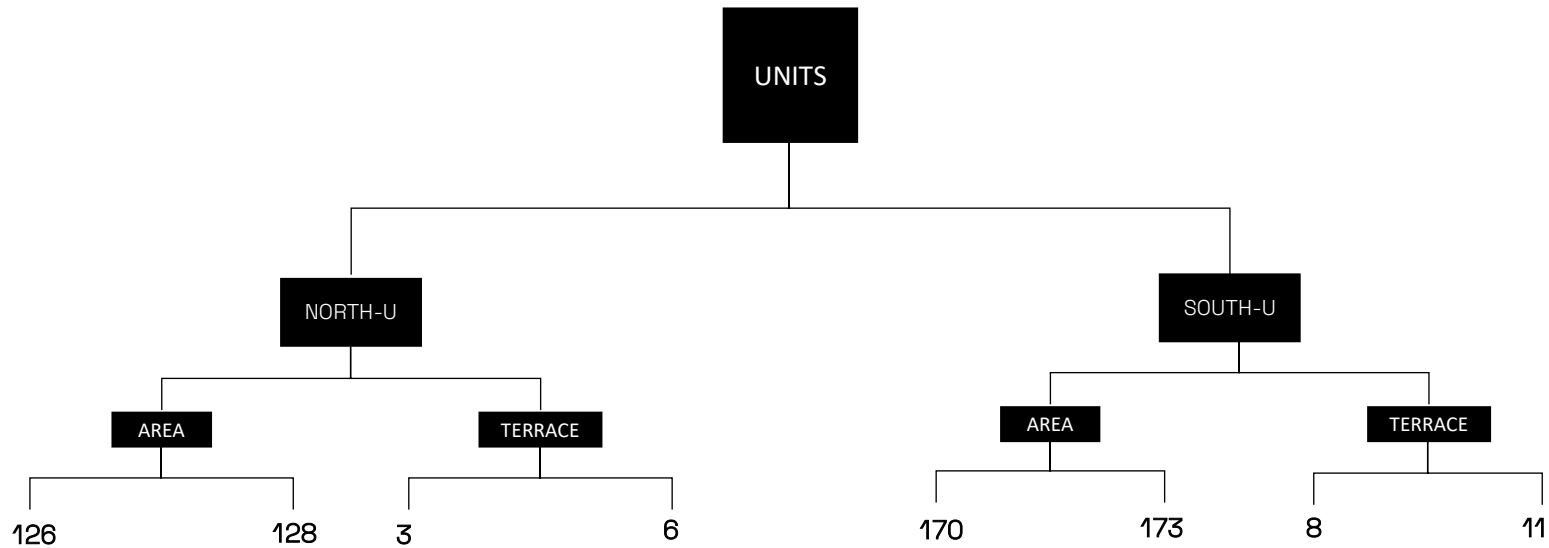 UNITS
NORTH-U
SOUTH-U
AREA
TERRACE
AREA
TERRACE
126
128
3
6
170
173
8
11